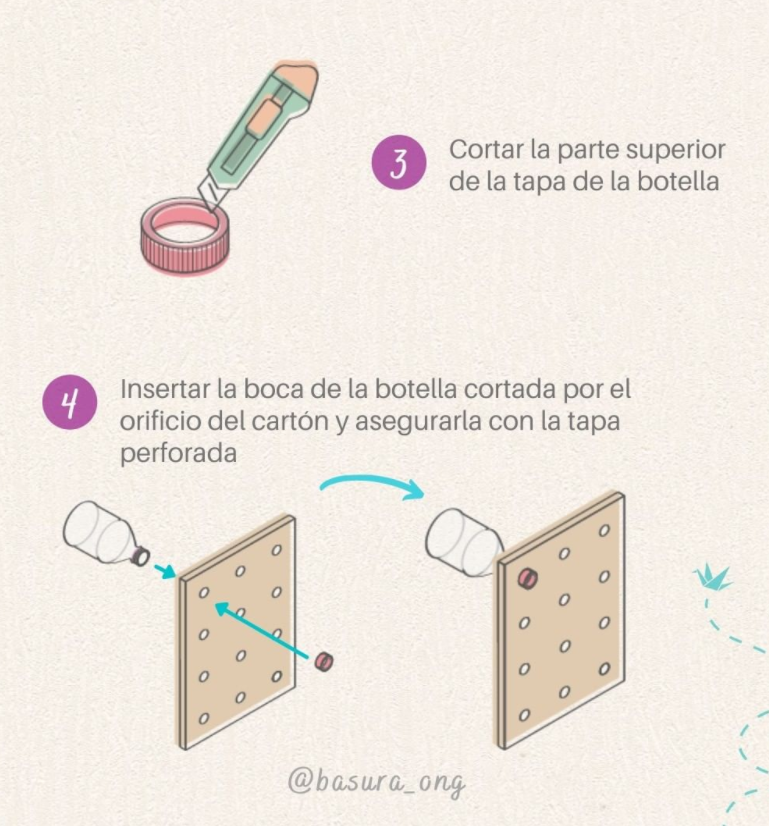 3
Cortar la parte superior
de la tapa de la botella
4
Insertar la boca de la botella cortada por el
orificio del cartón y asegurarla con la tapa
perforada
@basura_ong